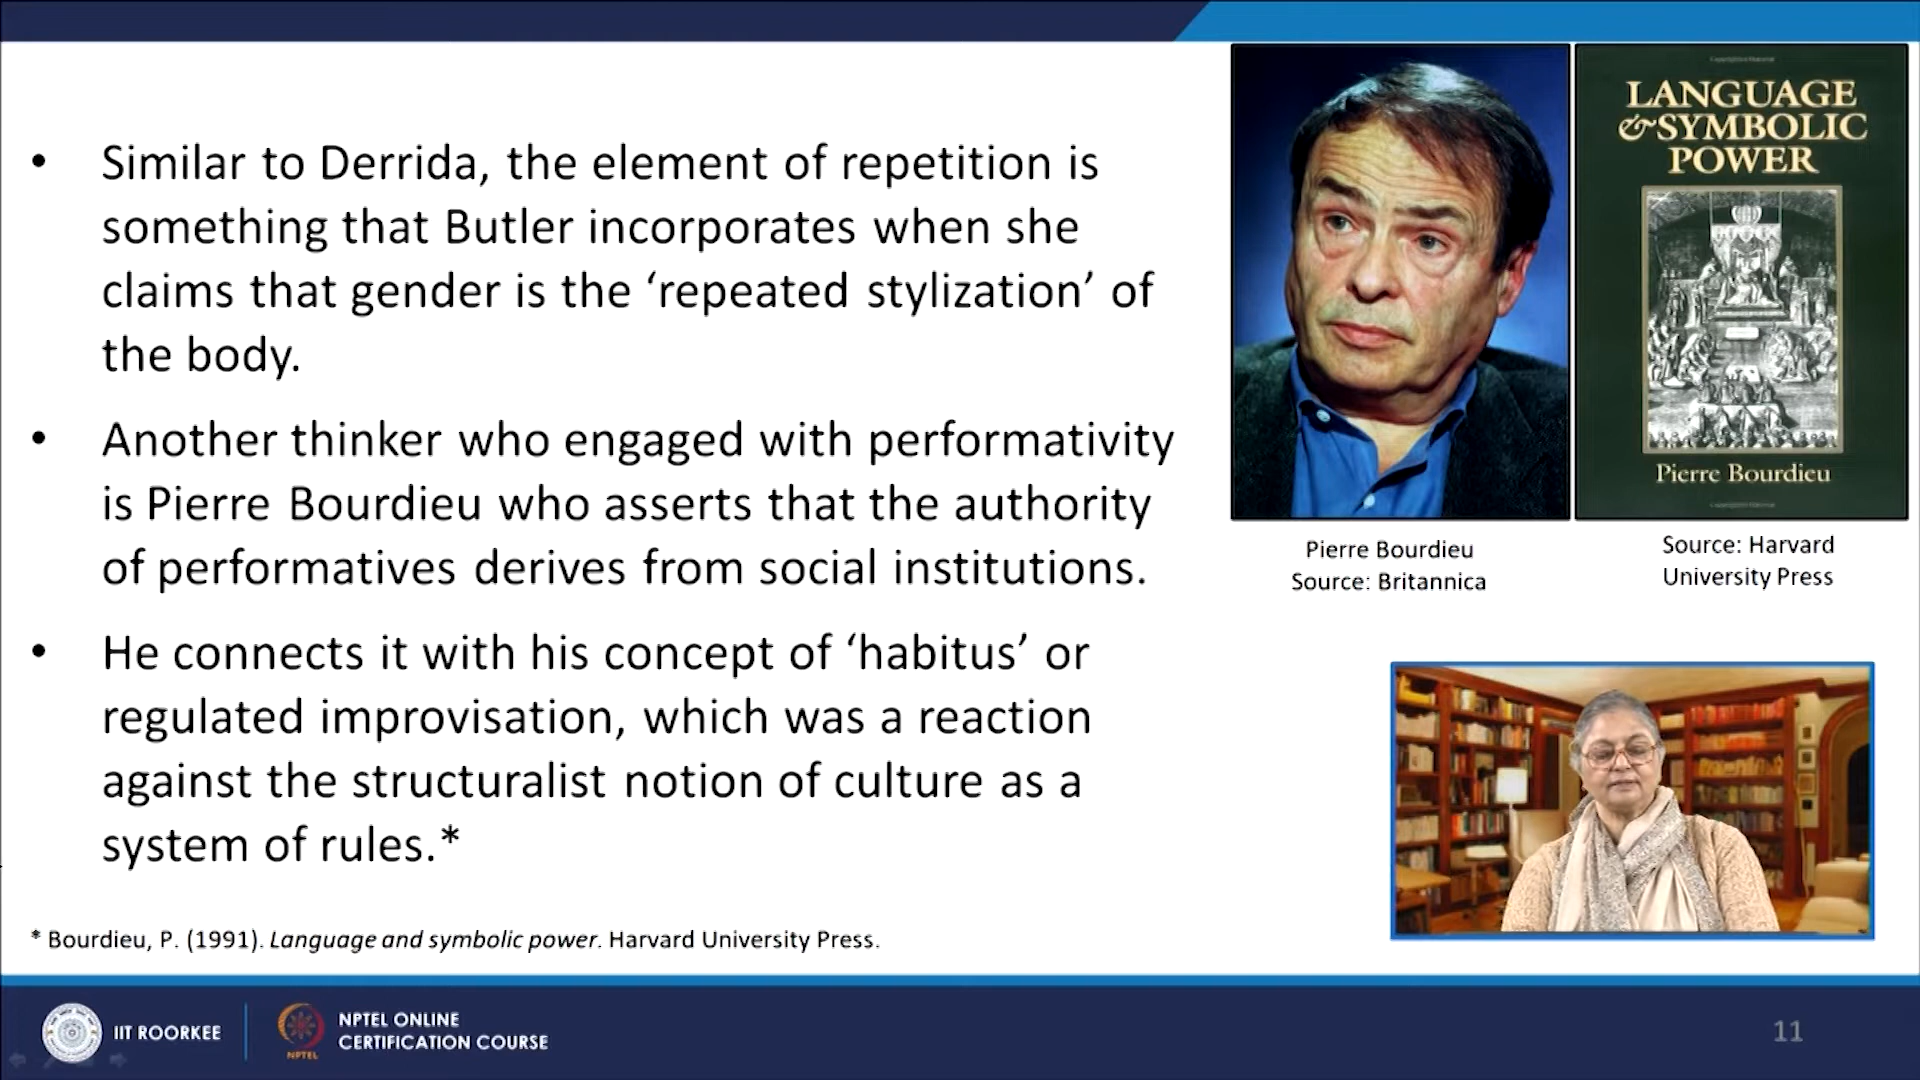 • Similar to Derrida, the element of repetition is
something that Butler incorporates when she
claims that gender is the ‘repeated stylization’ of
the body.
• Another thinker who engaged with performativity
is Pierre Bourdieu who asserts that the authority
of performatives derives from social institutions.
• He connects it with his concept of ‘habitus’ or
regulated improvisation, which was a reaction
against the structuralist notion of culture as a
system of rules.*
* Bourdieu, P. (1991). Language and symbolic power. Harvard University Press.
LANGUAGE
& SYMBOLIC
POWER
Pierre Bourdieu
Pierre Bourdieu
Source: Britannica
Source: Harvard
University Press
IIT ROORKEE
NPTEL
NPTEL ONLINE
CERTIFICATION COURSE
11